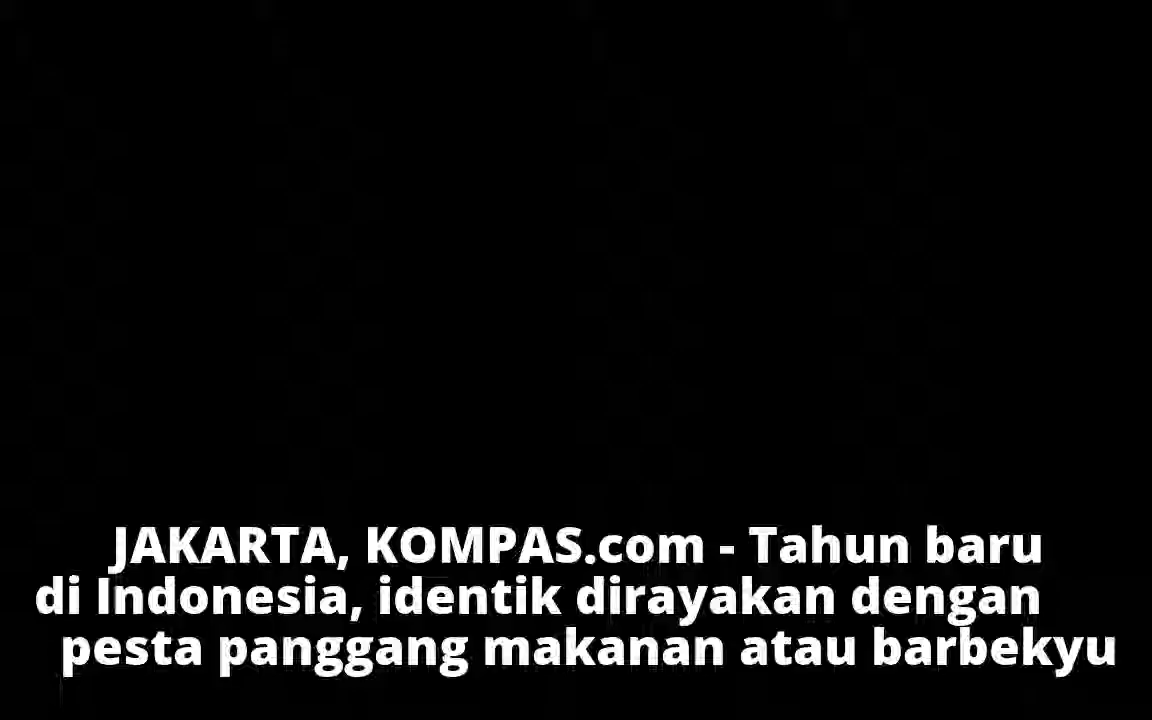 JAKARTA, KOMPAS.com - Tahun baru
di Indonesia, identik dirayakan dengan
pesta panggang makanan atau barbekyu